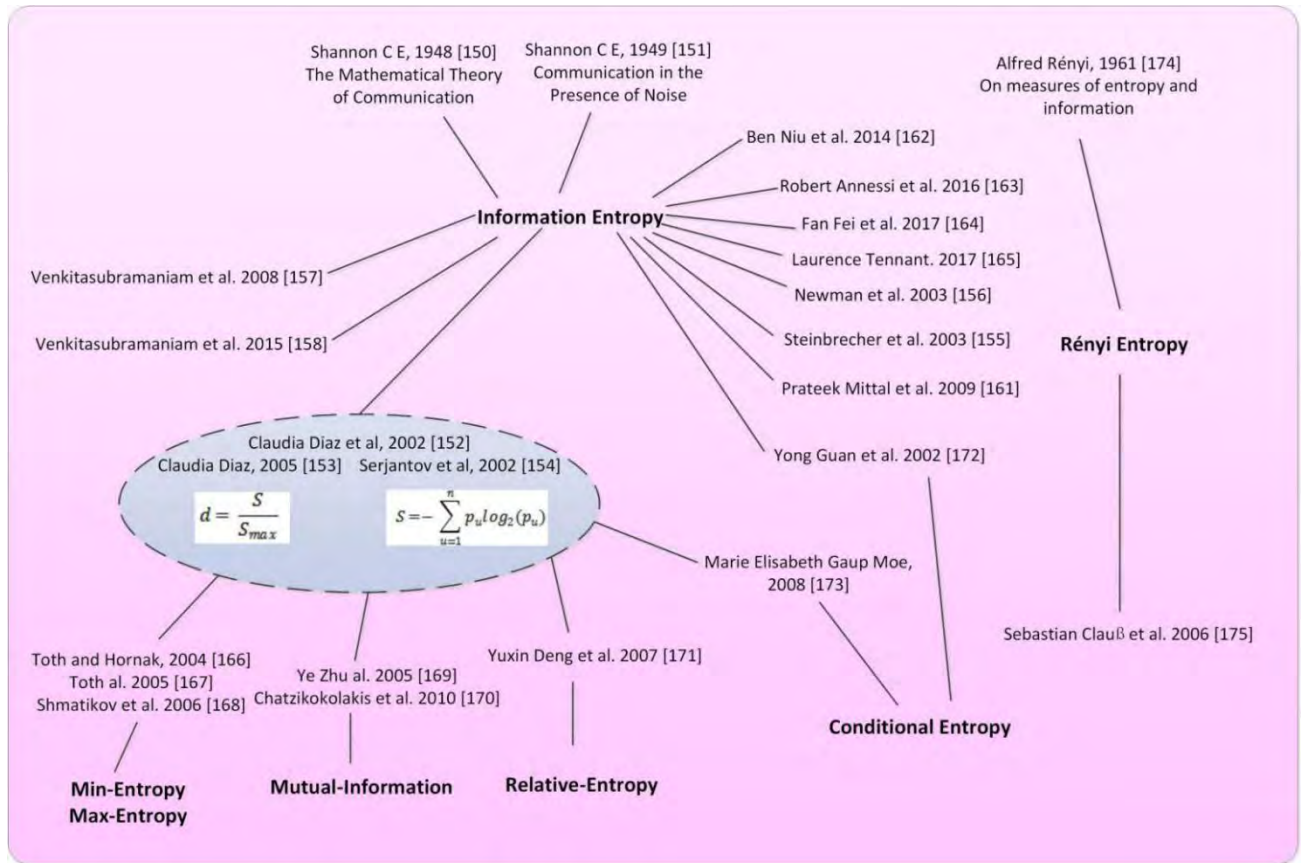 Shannon C E, 1948 [150]
The Mathematical Theory
of Communication
Shannon C E, 1949 [151]
Communication in the
Presence of Noise
Alfred Rényi, 1961 [174]
On measures of entropy and
information
Ben Niu et al. 2014 [162]
Robert Annessi et al. 2016 [163]
Information Entropy
Fan Fei et al. 2017 [164]
Laurence Tennant. 2017 [165]
Venkitasubramaniam et al. 2008 [157]
Newman et al. 2003 [156]
Steinbrecher et al. 2003 [155]
Venkitasubramaniam et al. 2015 [158]
Rényi Entropy
Prateek Mittal et al. 2009 [161]
Claudia Diaz et al, 2002 [152]
Claudia Diaz, 2005 [153] Serjantov et al, 2002 [154]
Yong Guan et al. 2002 [172]
d = S / S_max
S = − ∑_{u=1}^{n} p_u log_2(p_u)
Marie Elisabeth Gaup Moe,
2008 [173]
Sebastian Clauß et al. 2006 [175]
Toth and Hornak, 2004 [166]
Toth al. 2005 [167]
Shmatikov et al. 2006 [168]
Ye Zhu al. 2005 [169]
Chatzikokolakis et al. 2010 [170]
Yuxin Deng et al. 2007 [171]
Conditional Entropy
Min-Entropy
Max-Entropy
Mutual-Information
Relative-Entropy